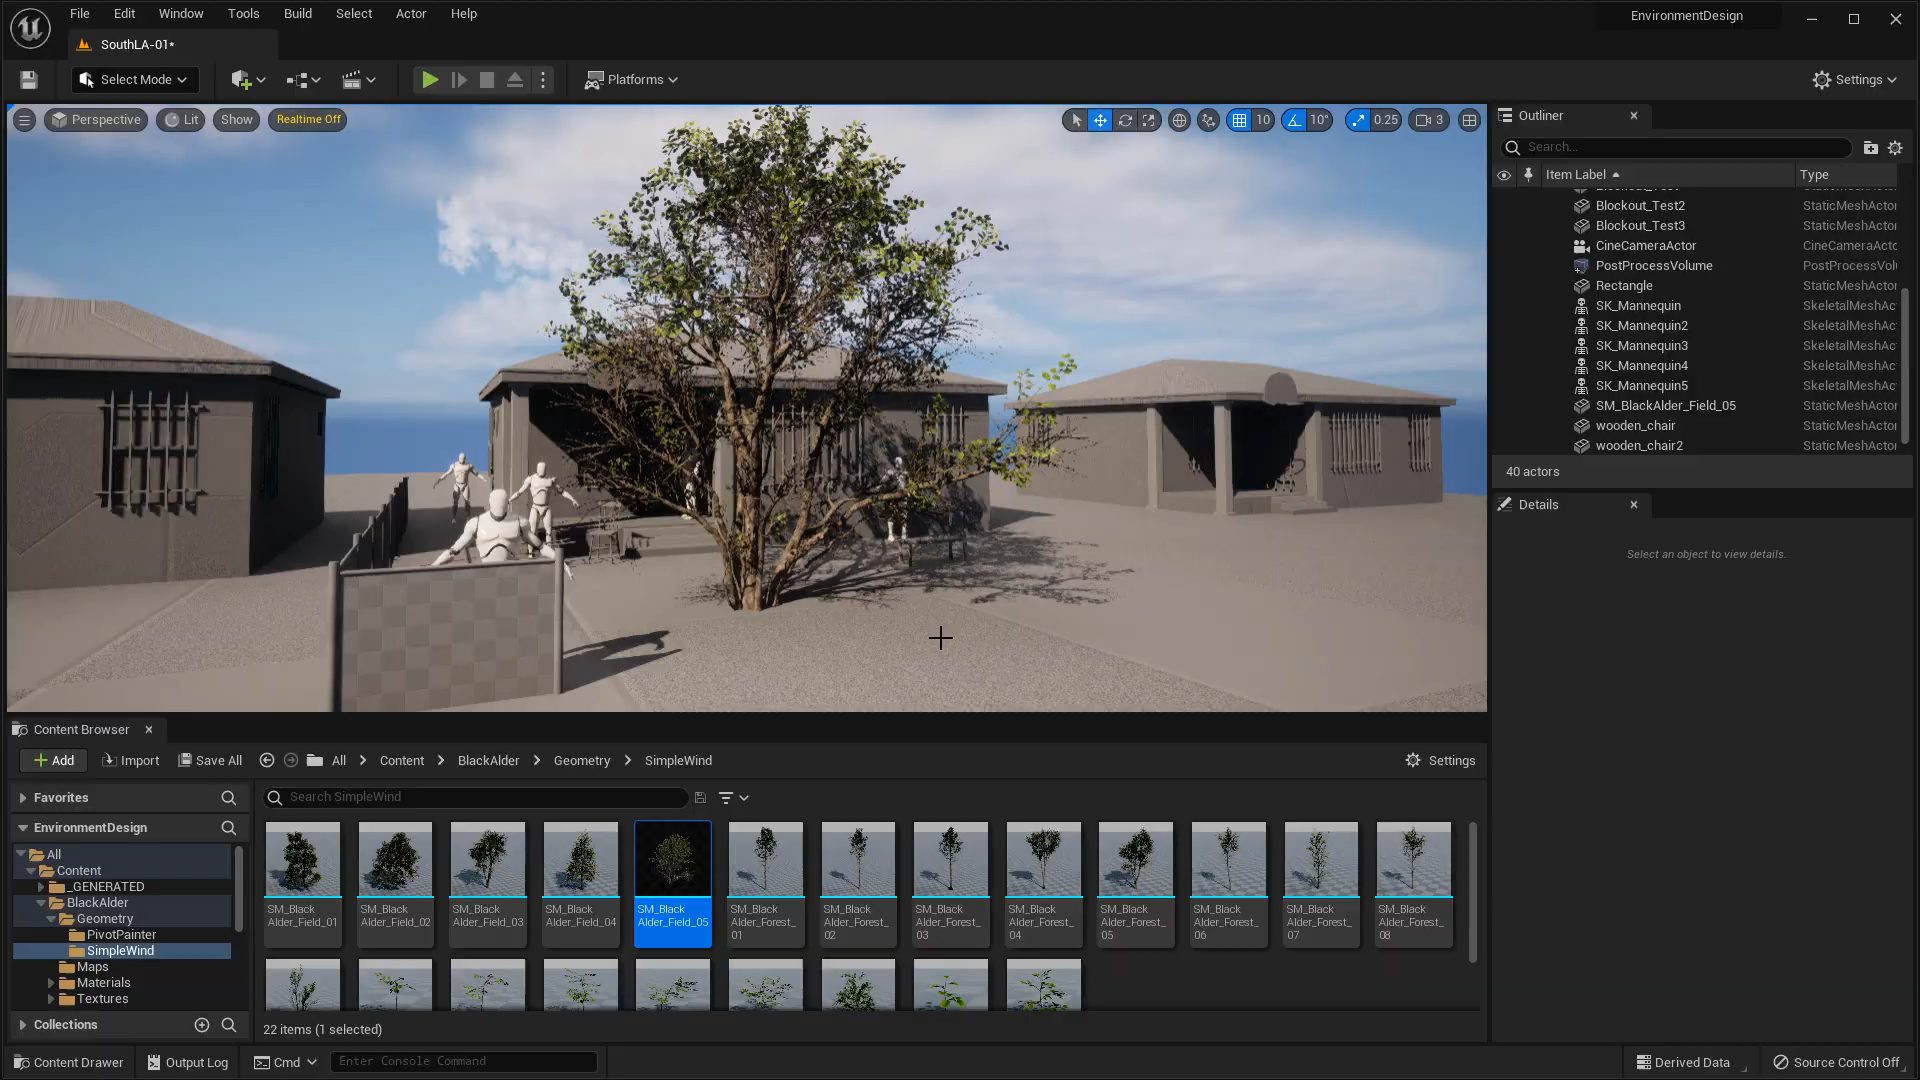 File Edit Window Tools Build Select Actor Help
EnvironmentDesign
SouthLA-01*
Select Mode
Platforms
Settings
Perspective Lit Show Realtime Off
10 10° 0.25 3
Outliner
Search...
Item Label Type
Blockout_Test2 StaticMeshActor
Blockout_Test3 StaticMeshActor
CineCameraActor CineCameraActo
PostProcessVolume PostProcessVolu
Rectangle StaticMeshActor
SK_Mannequin SkeletalMeshAc
SK_Mannequin2 SkeletalMeshAc
SK_Mannequin3 SkeletalMeshAc
SK_Mannequin4 SkeletalMeshAc
SK_Mannequin5 SkeletalMeshAc
SM_BlackAlder_Field_05 StaticMeshActor
wooden_chair StaticMeshActor
wooden_chair2 StaticMeshActor
40 actors
Details
Select an object to view details.
Content Browser
Add Import Save All All Content BlackAlder Geometry SimpleWind Settings
Favorites
Search SimpleWind
EnvironmentDesign
All
Content
_GENERATED
BlackAlder
Geometry
PivotPainter
SimpleWind
Maps
Materials
Textures
Collections
SM_Black
Alder_Field_01
SM_Black
Alder_Field_02
SM_Black
Alder_Field_03
SM_Black
Alder_Field_04
SM_Black
Alder_Field_05
SM_Black
Alder_Forest_
01
SM_Black
Alder_Forest_
02
SM_Black
Alder_Forest_
03
SM_Black
Alder_Forest_
04
SM_Black
Alder_Forest_
05
SM_Black
Alder_Forest_
06
SM_Black
Alder_Forest_
07
SM_Black
Alder_Forest_
08
22 items (1 selected)
Content Drawer Output Log Cmd Enter Console Command Derived Data Source Control Off